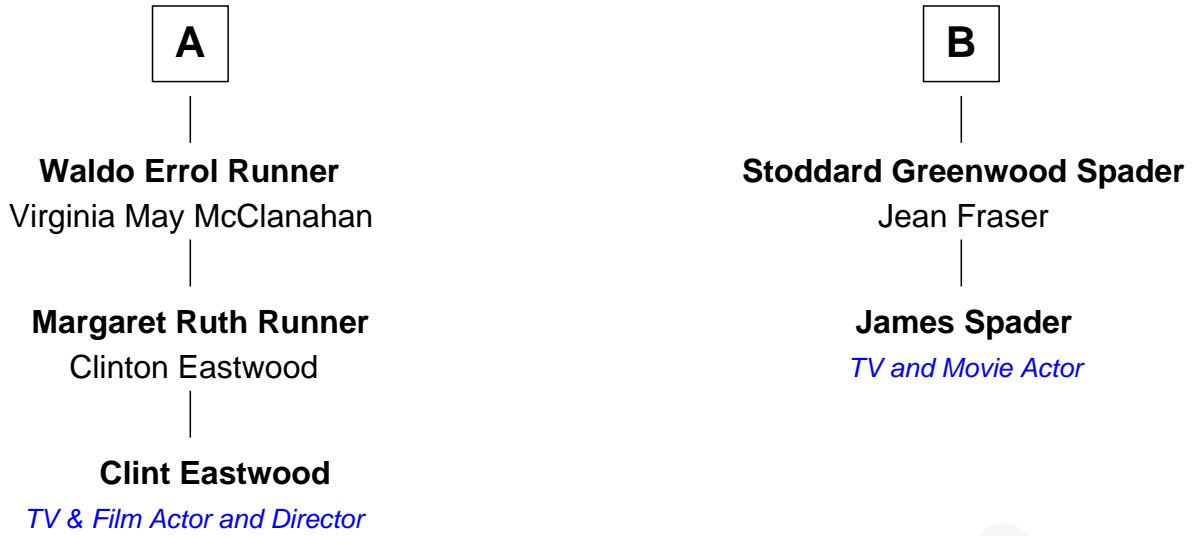 A
Waldo Errol Runner
Virginia May McClanahan
Margaret Ruth Runner
Clinton Eastwood
Clint Eastwood
TV & Film Actor and Director
B
Stoddard Greenwood Spader
Jean Fraser
James Spader
TV and Movie Actor